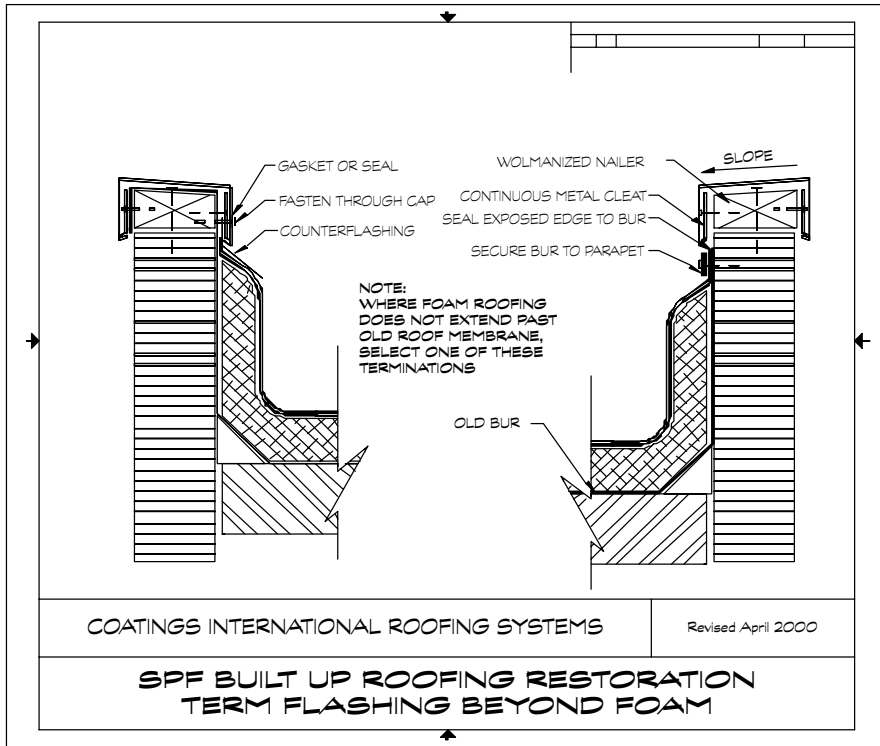 GASKET OR SEAL
FASTEN THROUGH CAP
COUNTERFLASHING
WOLMANIZED NAILER
SLOPE
CONTINUOUS METAL CLEAT
SEAL EXPOSED EDGE TO BUR
SECURE BUR TO PARAPET
NOTE:
WHERE FOAM ROOFING
DOES NOT EXTEND PAST
OLD ROOF MEMBRANE,
SELECT ONE OF THESE
TERMINATIONS
OLD BUR
COATINGS INTERNATIONAL ROOFING SYSTEMS
Revised April 2000
SPF BUILT UP ROOFING RESTORATION
TERM FLASHING BEYOND FOAM